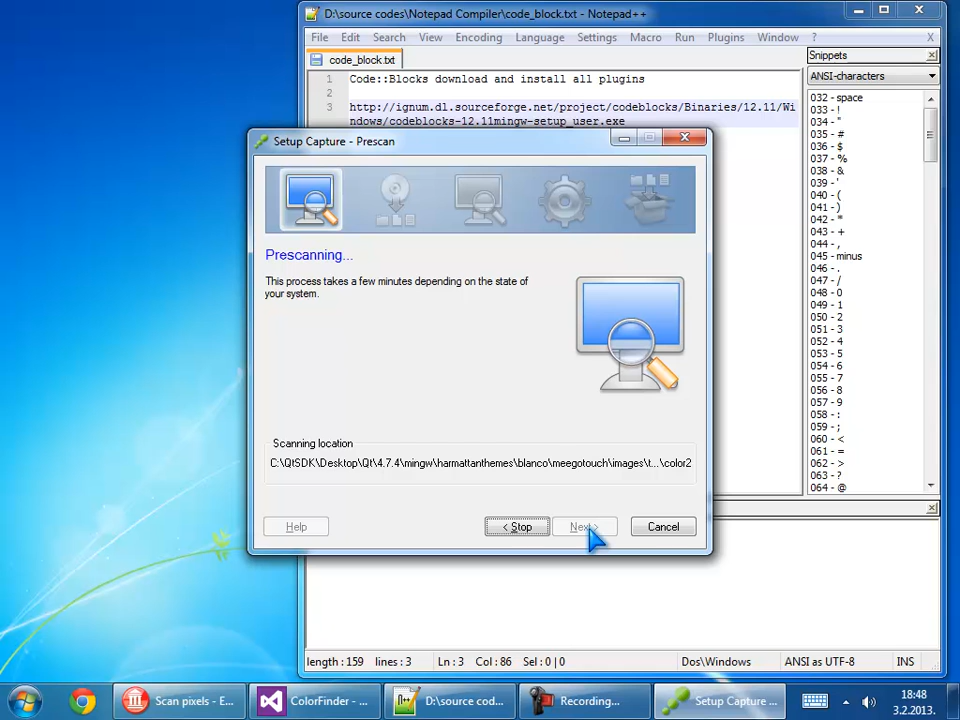 D:\source codes\Notepad Compiler\code_block.txt - Notepad++
File Edit Search View Encoding Language Settings Macro Run Plugins Window ? X
code_block.txt
Snippets
ANSI-characters
1 Code::Blocks download and install all plugins
2
3 http://ignum.dl.sourceforge.net/project/codeblocks/Binaries/12.11/Wi
ndows/codeblocks-12.11mingw-setup_user.exe
032 - space
033 - !
034 - "
035 - #
036 - $
037 - %
038 - &
039 - '
040 - (
041 - )
042 - *
043 - +
044 - ,
045 - minus
046 - .
047 - /
048 - 0
049 - 1
050 - 2
051 - 3
052 - 4
053 - 5
054 - 6
055 - 7
056 - 8
057 - 9
058 - :
059 - ;
060 - <
061 - =
062 - >
063 - ?
064 - @
Setup Capture - Prescan
Prescanning...
This process takes a few minutes depending on the state of
your system.
Scanning location
C:\QtSDK\Desktop\Qt\4.7.4\mingw\harmattanthemes\blanco\meegotouch\images\t...\color2
Help < Stop Next > Cancel
length : 159 lines : 3 Ln : 3 Col : 86 Sel : 0 | 0 Dos\Windows ANSI as UTF-8 INS
Scan pixels - E... ColorFinder - ... D:\source cod... Recording... Setup Capture ... 18:48
3.2.2013.